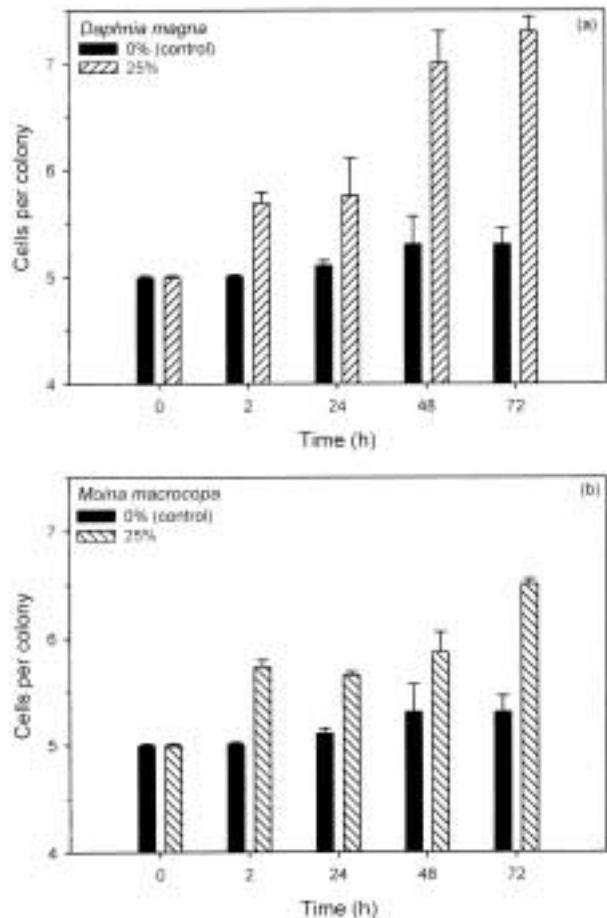 Daphnia magna
(a)
0% (control)
25%
7
6
5
4
Cells per colony
0 2 24 48 72
Time (h)
Moina macrocopa
(b)
0% (control)
25%
7
6
5
4
Cells per colony
0 2 24 48 72
Time (h)